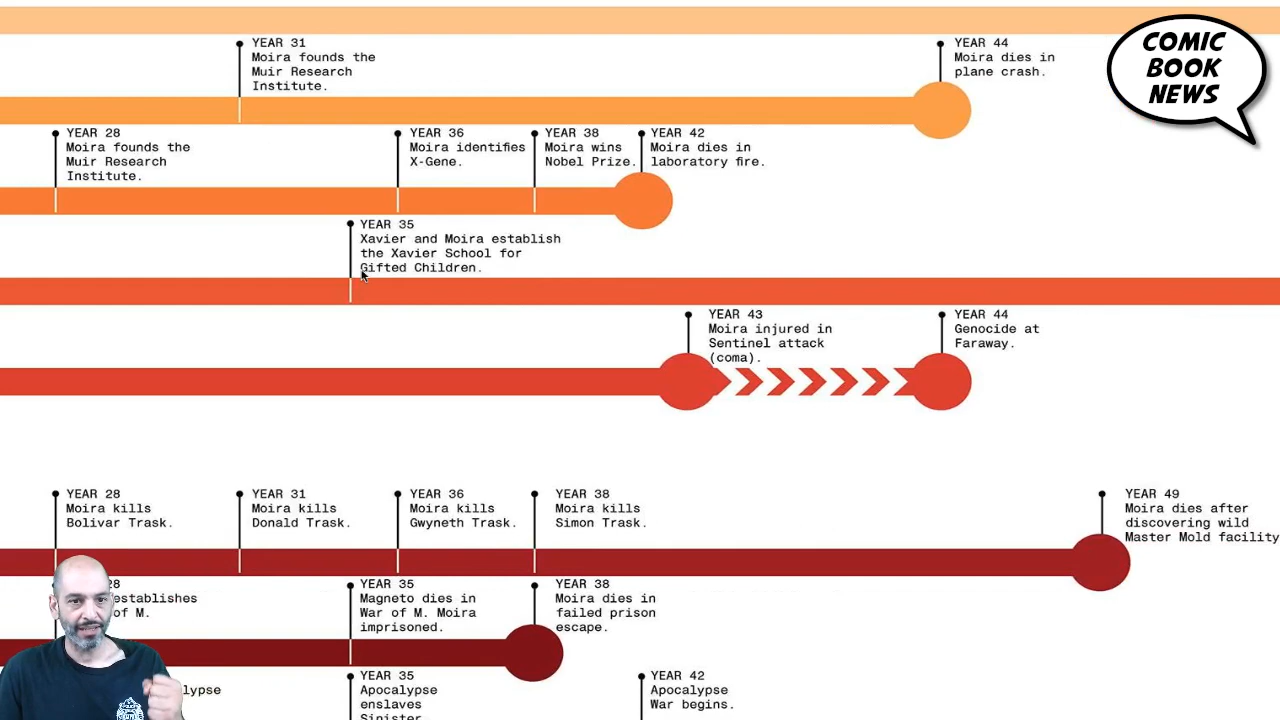 YEAR 31
Moira founds the
Muir Research
Institute.
YEAR 44
Moira dies in
plane crash.
COMIC
BOOK
NEWS
YEAR 28
Moira founds the
Muir Research
Institute.
YEAR 36
Moira identifies
X-Gene.
YEAR 38
Moira wins
Nobel Prize.
YEAR 42
Moira dies in
laboratory fire.
YEAR 35
Xavier and Moira establish
the Xavier School for
Gifted Children.
YEAR 43
Moira injured in
Sentinel attack
(coma).
YEAR 44
Genocide at
Faraway.
YEAR 28
Moira kills
Bolivar Trask.
YEAR 31
Moira kills
Donald Trask.
YEAR 36
Moira kills
Gwyneth Trask.
YEAR 38
Moira kills
Simon Trask.
YEAR 49
Moira dies after
discovering wild
Master Mold facility
28
establishes
of M.
YEAR 35
Magneto dies in
War of M. Moira
imprisoned.
YEAR 38
Moira dies in
failed prison
escape.
lypse
YEAR 35
Apocalypse
enslaves
Sinister
YEAR 42
Apocalypse
War begins.